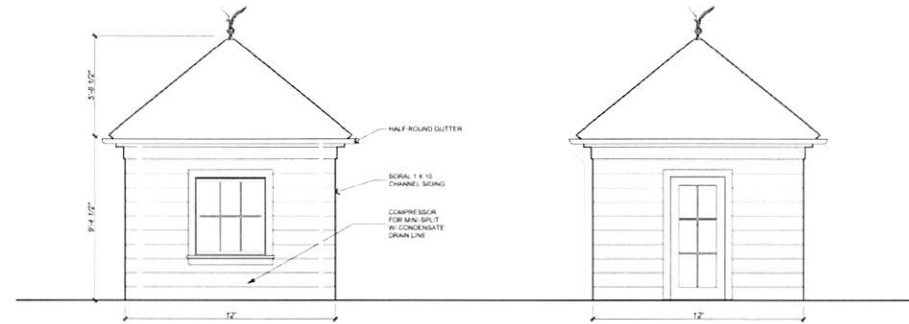 5'-8 1/2"
HALF ROUND GUTTER
BORAL 1 X 10
CHANNEL SIDING
COMPRESSOR
FOR MINI-SPLIT
W/ CONDENSATE
DRAIN LINE
9'-4 1/2"
12'
12'